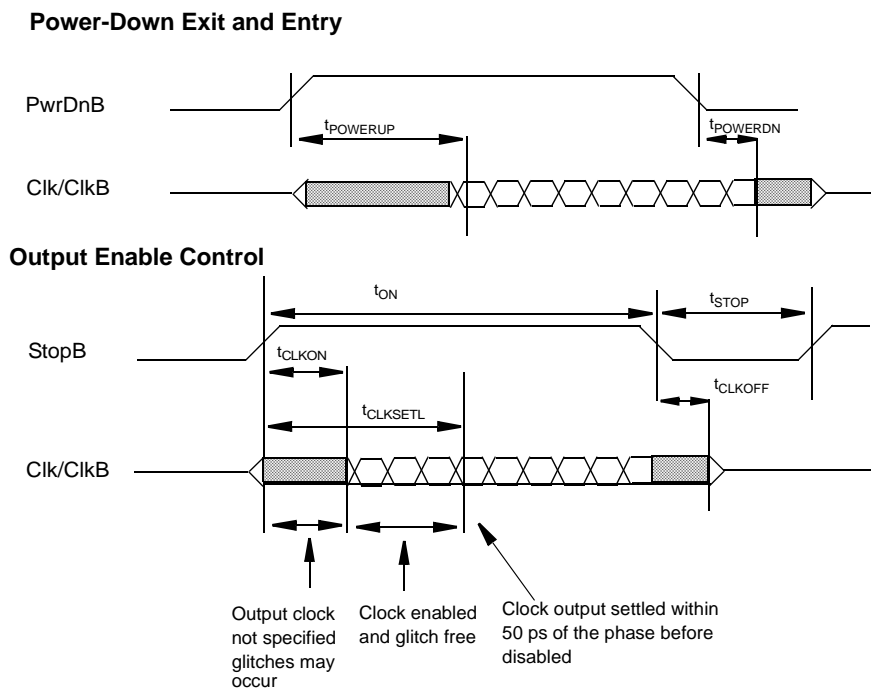 Power-Down Exit and Entry
PwrDnB
tPOWERUP
tPOWERDN
Clk/ClkB
Output Enable Control
tON
tSTOP
StopB
tCLKON
tCLKOFF
tCLKSETL
Clk/ClkB
Output clock
not specified
glitches may
occur
Clock enabled
and glitch free
Clock output settled within
50 ps of the phase before
disabled